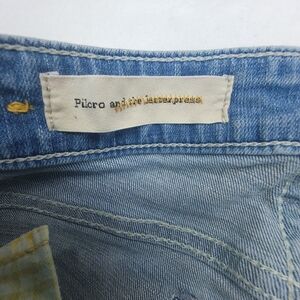 Pilcro and the letterpress